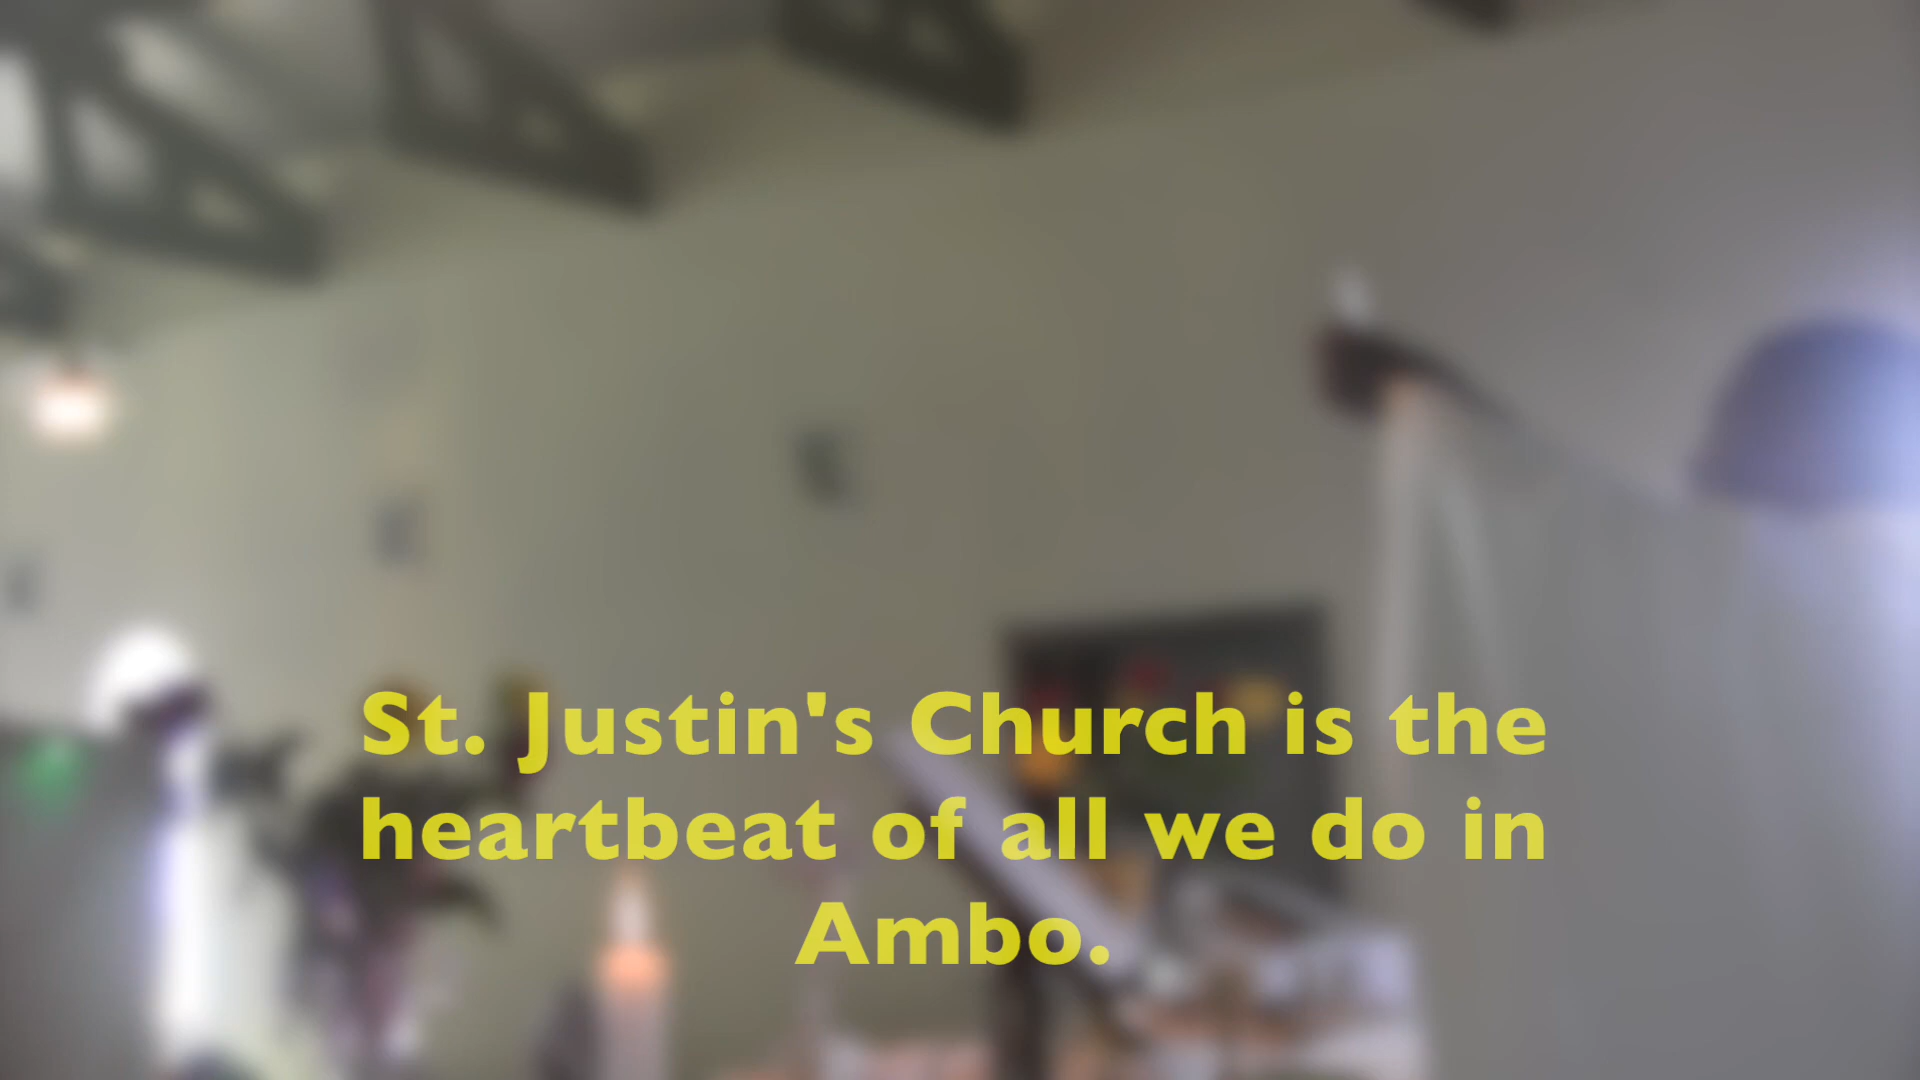 St. Justin's Church is the
heartbeat of all we do in
Ambo.